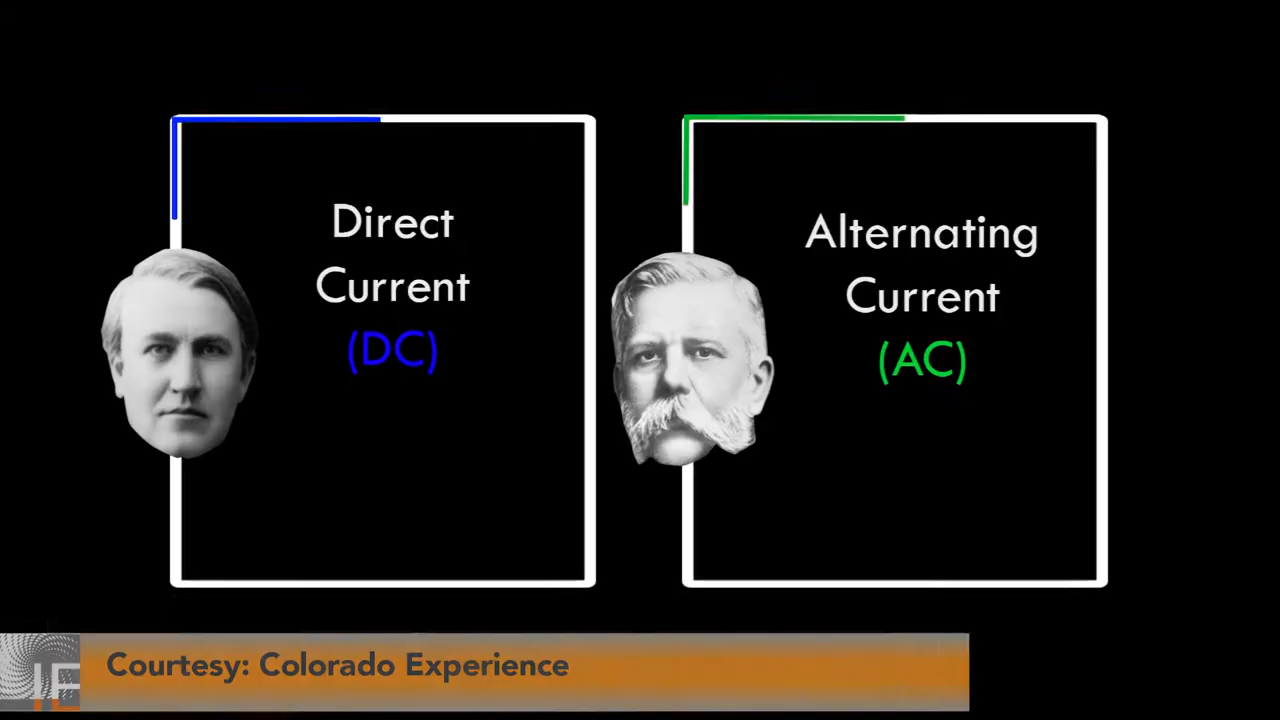 Direct
Current
(DC)
Alternating
Current
(AC)
Courtesy: Colorado Experience